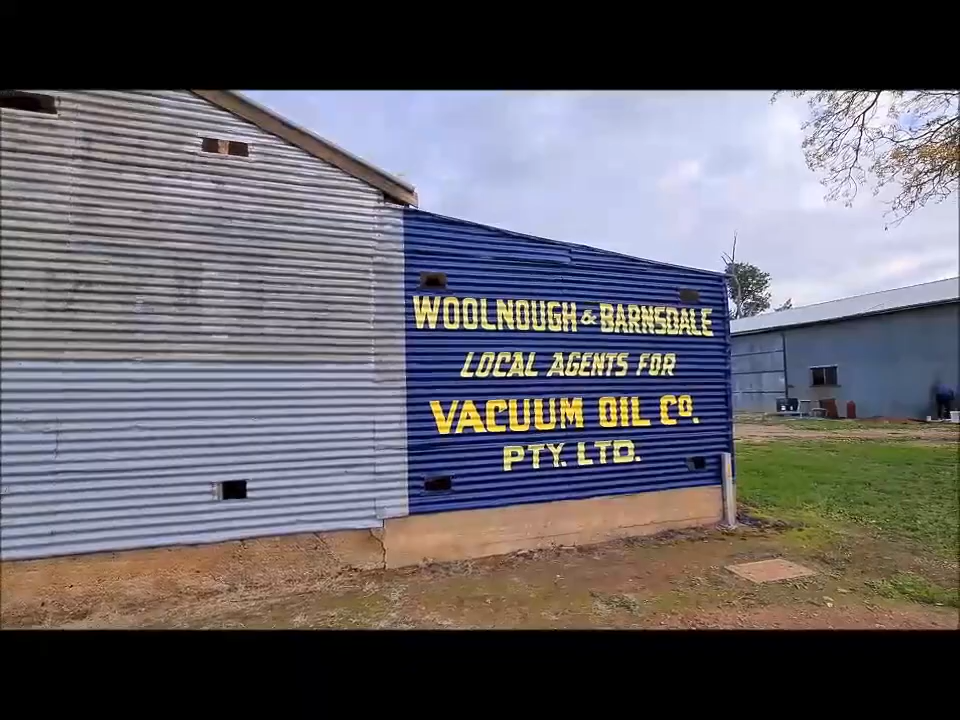 WOOLNOUGH & BARNSDALE
LOCAL AGENTS FOR
VACUUM OIL CO.
PTY. LTD.